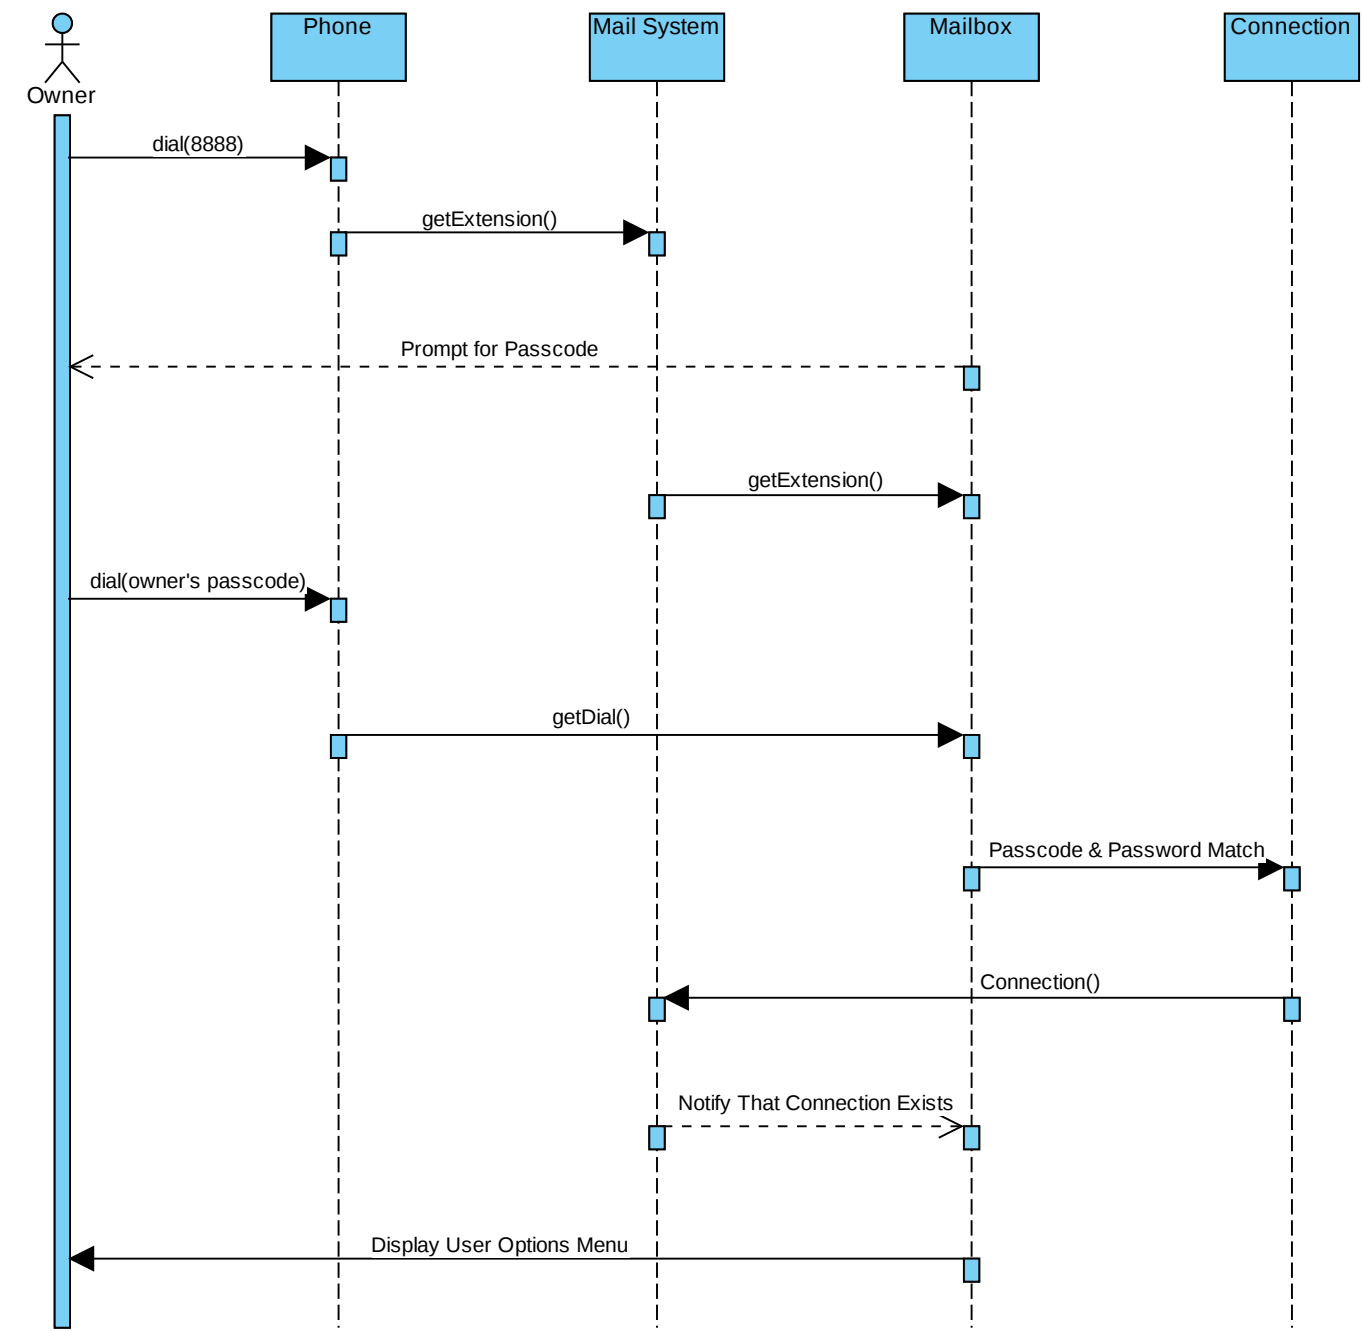 Phone
Mail System
Mailbox
Connection
Owner
dial(8888)
getExtension()
Prompt for Passcode
getExtension()
dial(owner's passcode)
getDial()
Passcode & Password Match
Connection()
Notify That Connection Exists
Display User Options Menu